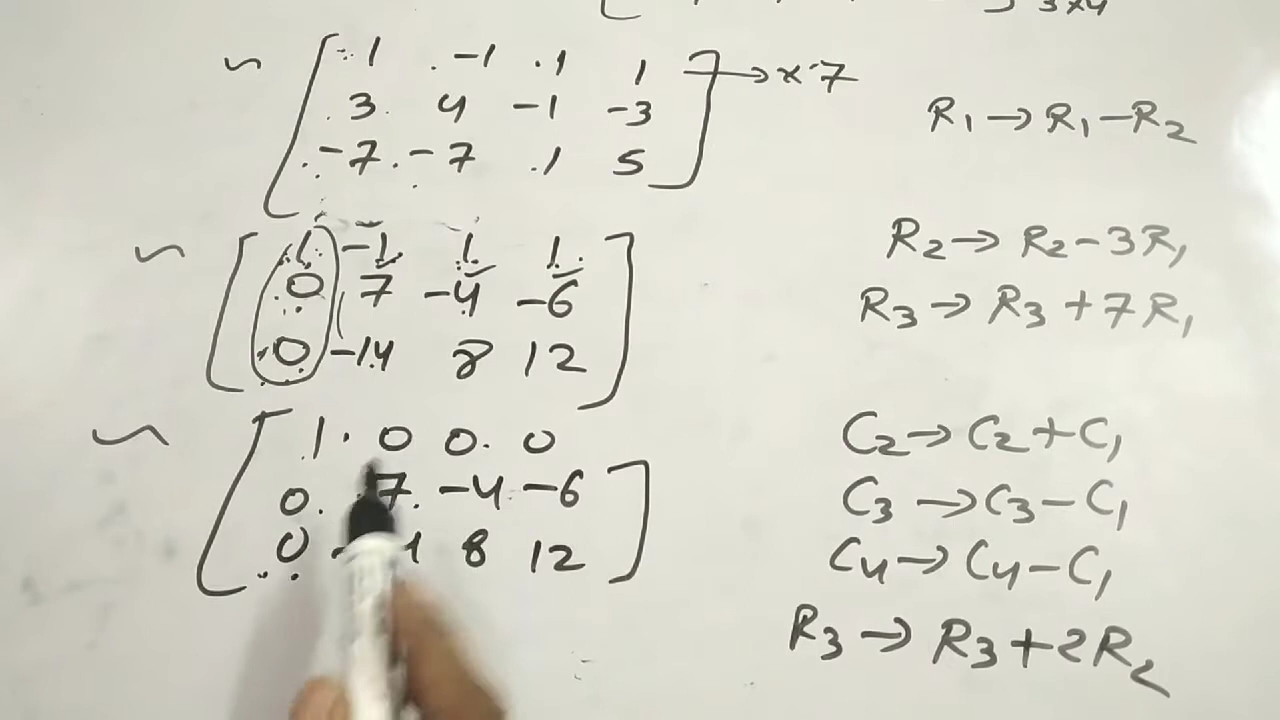 3×4
~ [ 1 -1 1 1 ] → × 7
3 4 -1 -3
R₁ → R₁ - R₂
-7 -7 1 5
~ [ 1 -1 1 1 ]
R₂ → R₂ - 3R₁
0 7 -4 -6
R₃ → R₃ + 7R₁
0 -14 8 12
~ [ 1 0 0 0 ]
C₂ → C₂ + C₁
0 7 -4 -6
C₃ → C₃ - C₁
0 8 12
C₄ → C₄ - C₁
R₃ → R₃ + 2R₂